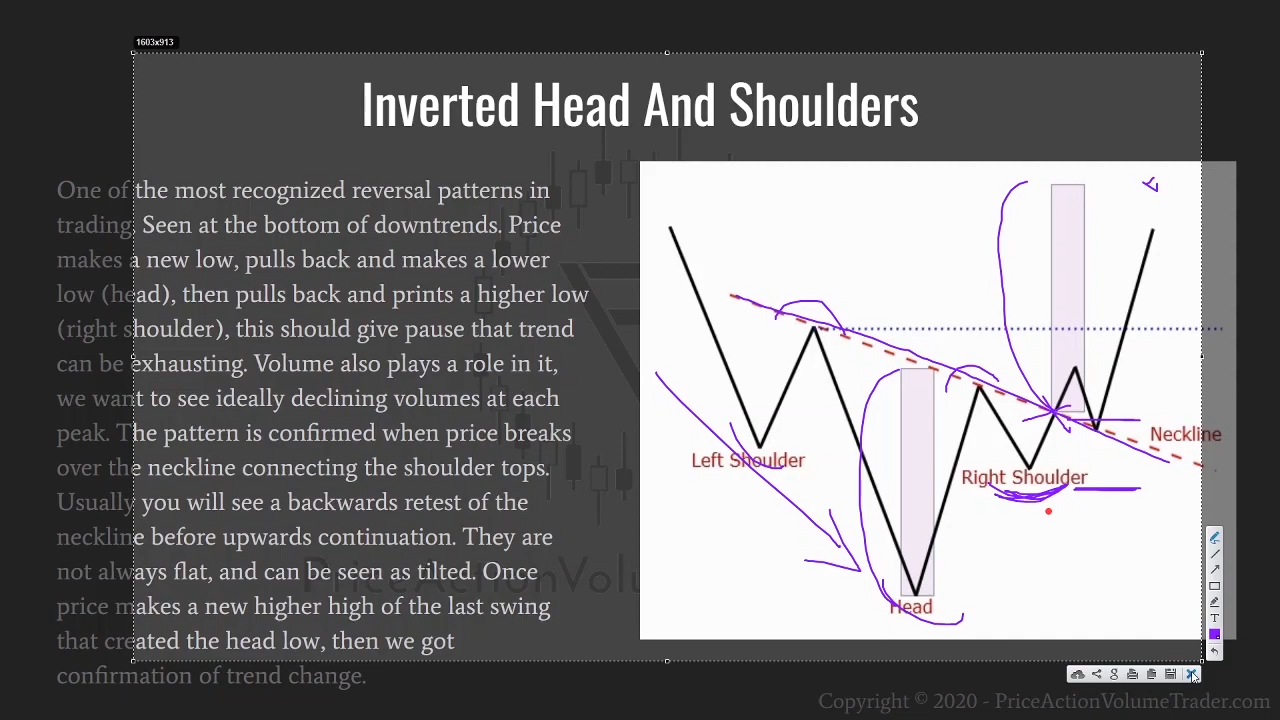 1603x913
Inverted Head And Shoulders
One of the most recognized reversal patterns in
trading. Seen at the bottom of downtrends. Price
makes a new low, pulls back and makes a lower
low (head), then pulls back and prints a higher low
(right shoulder), this should give pause that trend
can be exhausting. Volume also plays a role in it,
we want to see ideally declining volumes at each
peak. The pattern is confirmed when price breaks
over the neckline connecting the shoulder tops.
Usually you will see a backwards retest of the
neckline before upwards continuation. They are
not always flat, and can be seen as tilted. Once
price makes a new higher high of the last swing
that created the head low, then we got
confirmation of trend change.
Neckline
Left Shoulder
Right Shoulder
Head
PriceActionVolu
T
Copyright © 2020 - PriceActionVolumeTrader.com